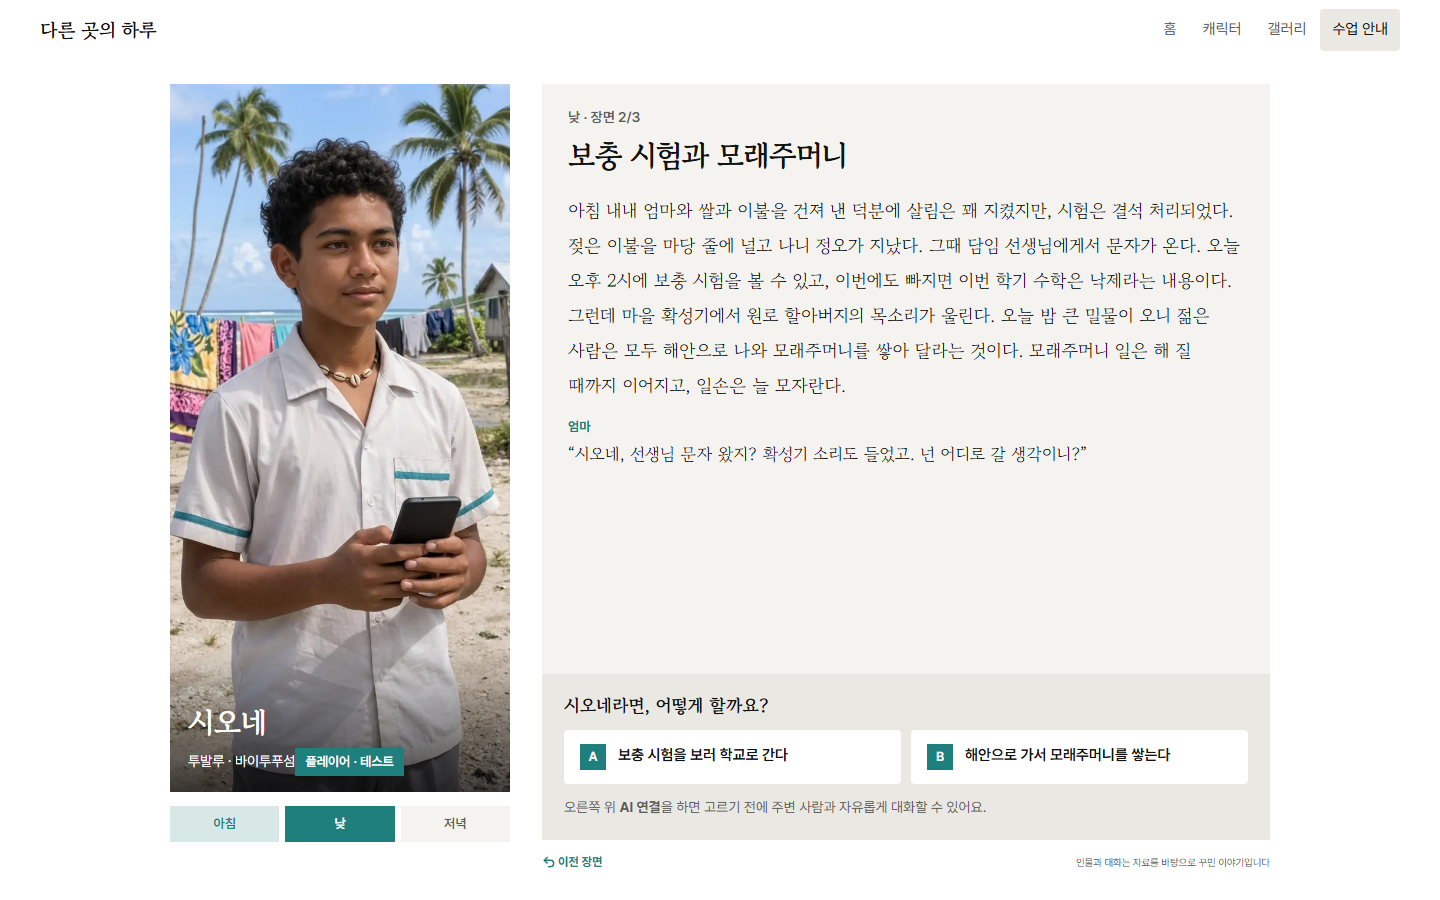 다른 곳의 하루
홈 캐릭터 갤러리 수업 안내
시오네
투발루 · 바이투푸섬 플레이어 · 테스트
아침 낮 저녁
낮 · 장면 2/3
보충 시험과 모래주머니
아침 내내 엄마와 쌀과 이불을 건져 낸 덕분에 살림은 꽤 지켰지만, 시험은 결석 처리되었다.
젖은 이불을 마당 줄에 널고 나니 정오가 지났다. 그때 담임 선생님에게서 문자가 온다. 오늘
오후 2시에 보충 시험을 볼 수 있고, 이번에도 빠지면 이번 학기 수학은 낙제라는 내용이다.
그런데 마을 확성기에서 원로 할아버지의 목소리가 울린다. 오늘 밤 큰 밀물이 오니 젊은
사람은 모두 해안으로 나와 모래주머니를 쌓아 달라는 것이다. 모래주머니 일은 해 질
때까지 이어지고, 일손은 늘 모자란다.
엄마
“시오네, 선생님 문자 왔지? 확성기 소리도 들었고. 넌 어디로 갈 생각이니?”
시오네라면, 어떻게 할까요?
A 보충 시험을 보러 학교로 간다
B 해안으로 가서 모래주머니를 쌓는다
오른쪽 위 AI 연결을 하면 고르기 전에 주변 사람과 자유롭게 대화할 수 있어요.
이전 장면
인물과 대화는 자료를 바탕으로 꾸민 이야기입니다